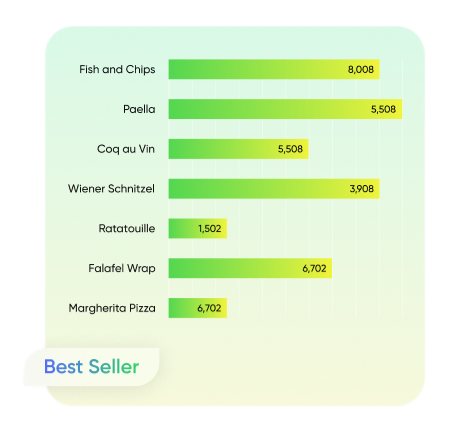 Fish and Chips 8,008
Paella 5,508
Coq au Vin 5,508
Wiener Schnitzel 3,908
Ratatouille 1,502
Falafel Wrap 6,702
Margherita Pizza 6,702
Best Seller